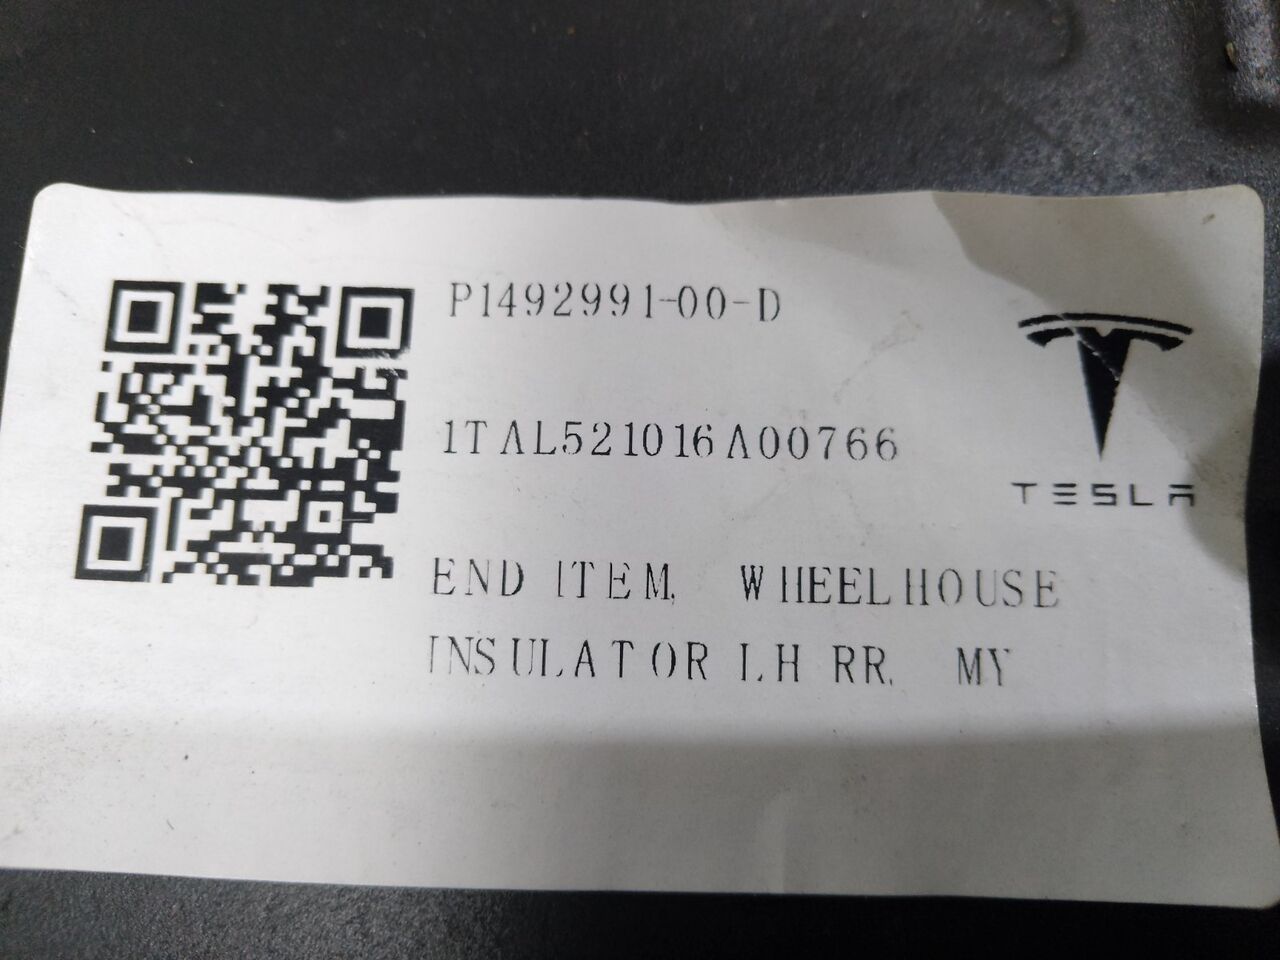 P1492991-00-D
1TAL521016A00766
TESLA
END ITEM, WHEELHOUSE
INSULATOR LH RR, MY